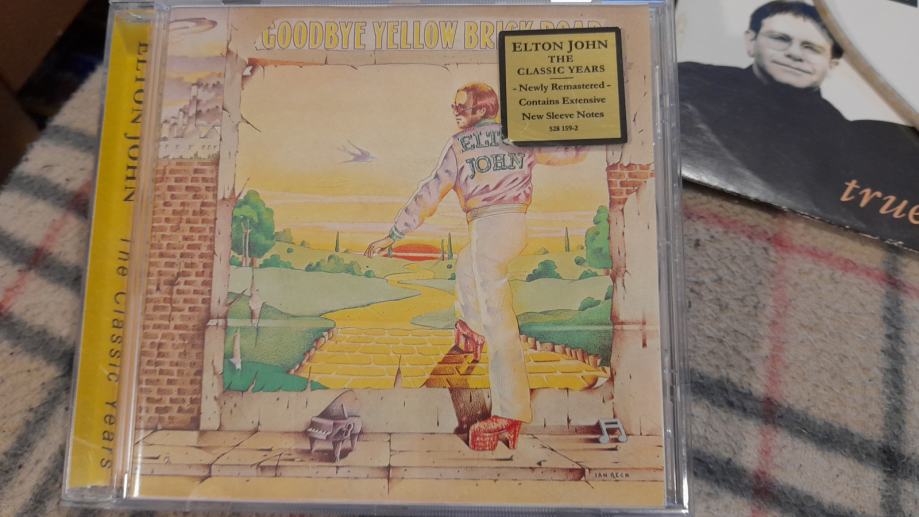 GOODBYE YELLOW BRICK ROAD
ELTON JOHN
THE
CLASSIC YEARS
- Newly Remastered -
Contains Extensive
New Sleeve Notes
528 159-2
ELTON
JOHN
ELTON JOHN The Classic Years
IAN BECK
true